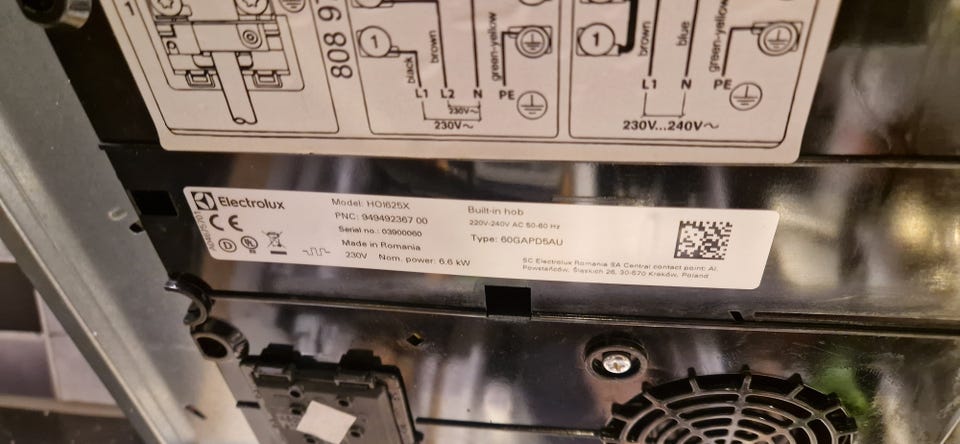 1
808 9
1
black
brown
green-yellow
L1 L2 N PE
230V~
230V~
1
brown
blue
green-yellow
L1 N PE
230V...240V~
Electrolux
CE
Model: HOI625X
PNC: 949492367 00
Serial no.: 03900060
Made in Romania
230V Nom. power: 6.6 kW
Built-in hob
220V-240V AC 50-60 Hz
Type: 60GAPD5AU
SC Electrolux Romania SA Central contact point: Al.
Powstańców, Śląskich 26, 30-570 Kraków, Poland